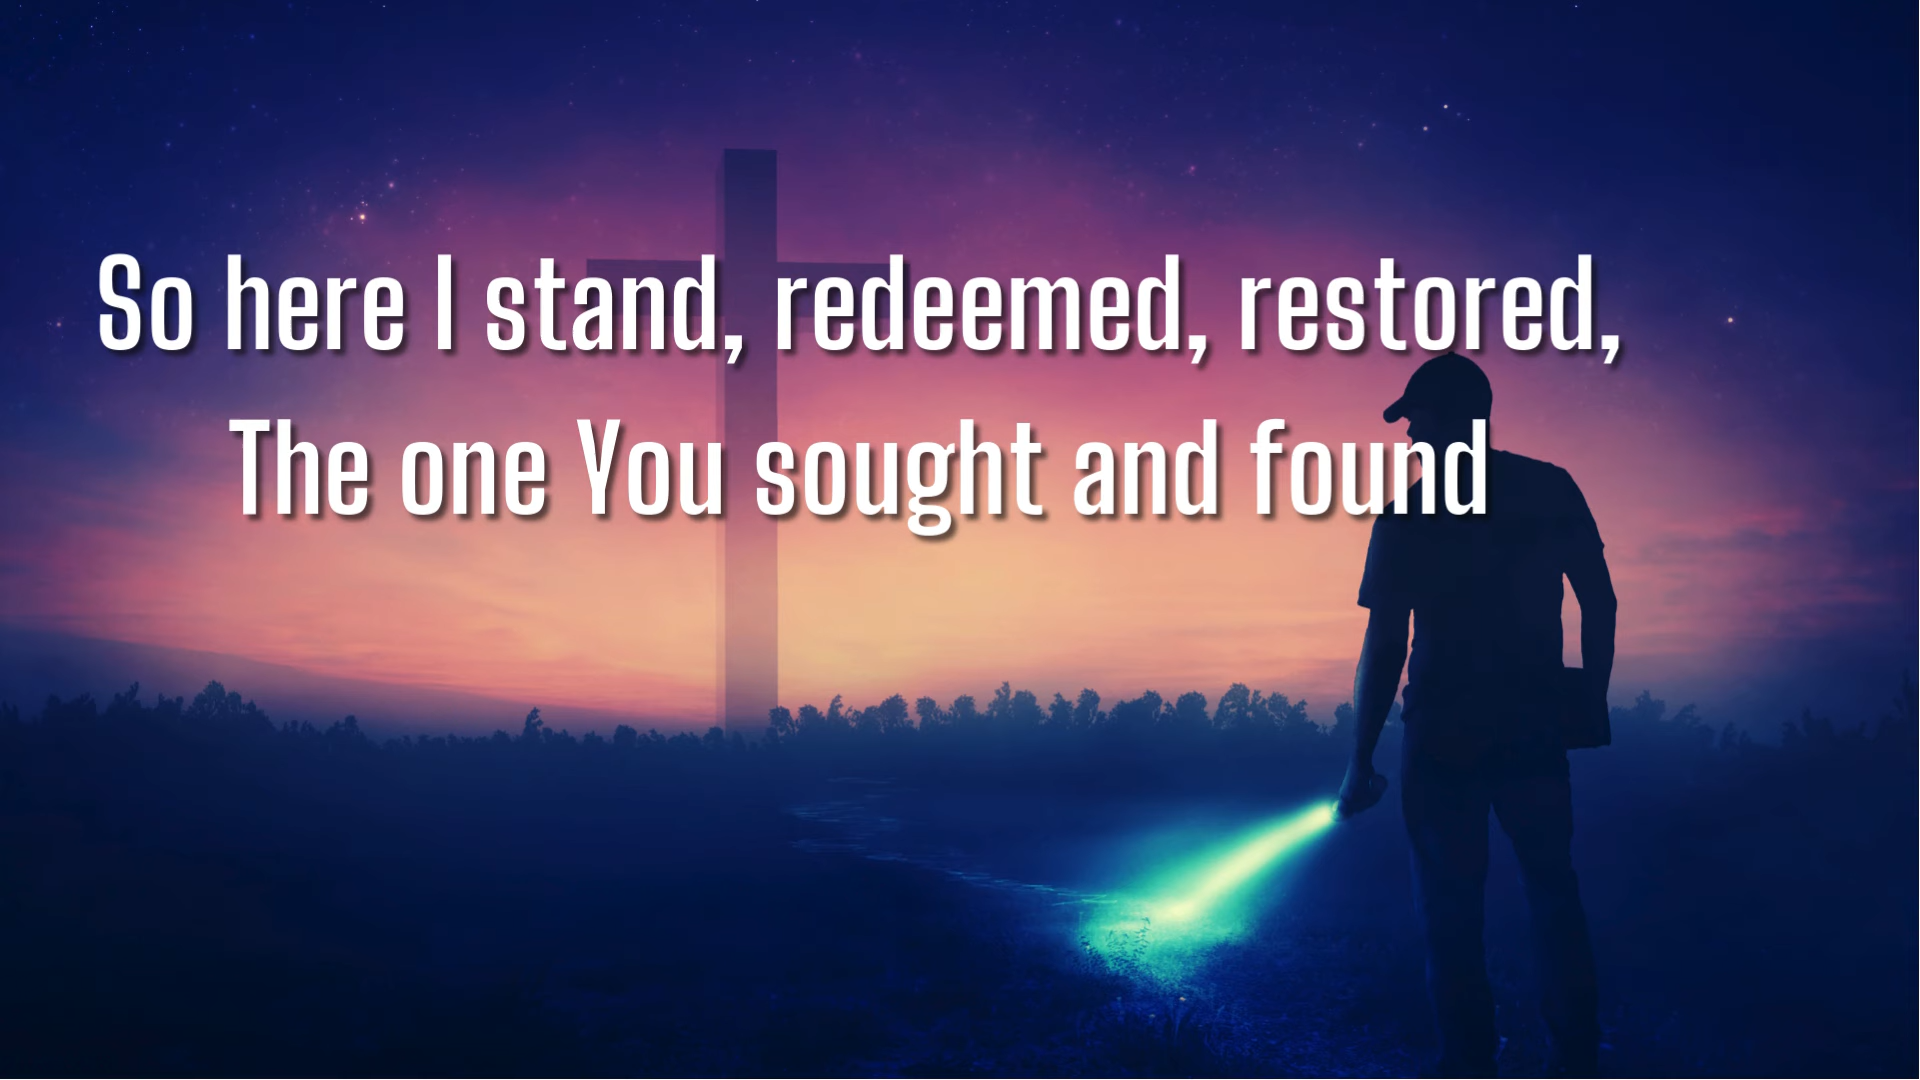 So here I stand, redeemed, restored,
The one You sought and found